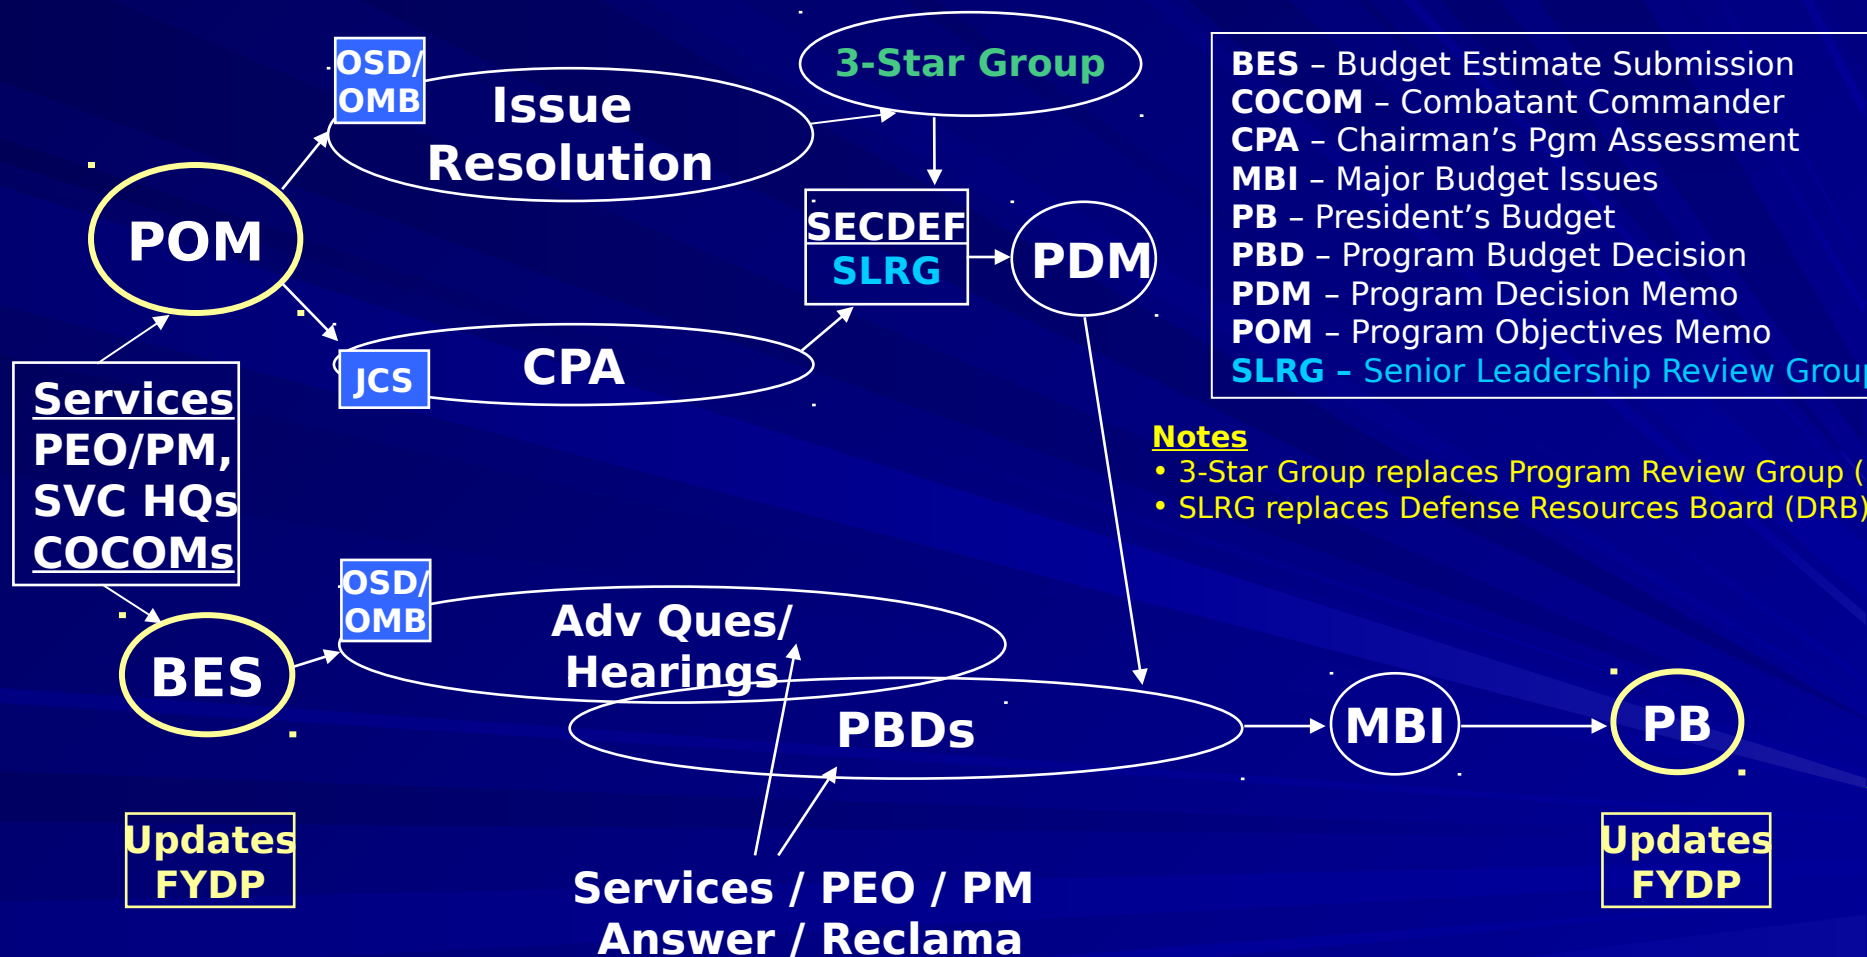 OSD/
OMB
Issue
Resolution
3-Star Group
POM
SECDEF
SLRG
PDM
JCS
CPA
Services
PEO/PM,
SVC HQs
COCOMs
OSD/
OMB
Adv Ques/
Hearings
BES
PBDs
MBI
PB
Updates
FYDP
Services / PEO / PM
Answer / Reclama
Updates
FYDP
BES – Budget Estimate Submission
COCOM – Combatant Commander
CPA – Chairman’s Pgm Assessment
MBI – Major Budget Issues
PB – President’s Budget
PBD – Program Budget Decision
PDM – Program Decision Memo
POM – Program Objectives Memo
SLRG – Senior Leadership Review Group
Notes
• 3-Star Group replaces Program Review Group (
• SLRG replaces Defense Resources Board (DRB)